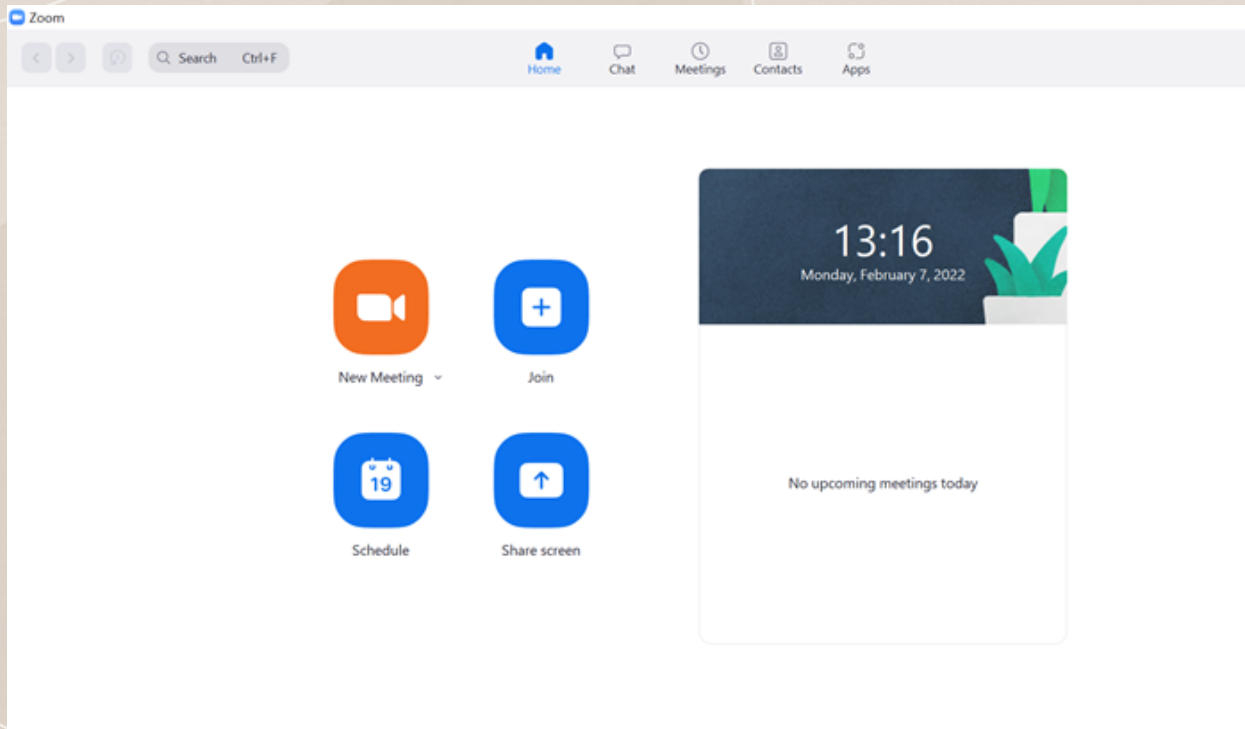 Zoom
Search Ctrl+F
Home Chat Meetings Contacts Apps
13:16
Monday, February 7, 2022
New Meeting
Join
19
Schedule
Share screen
No upcoming meetings today